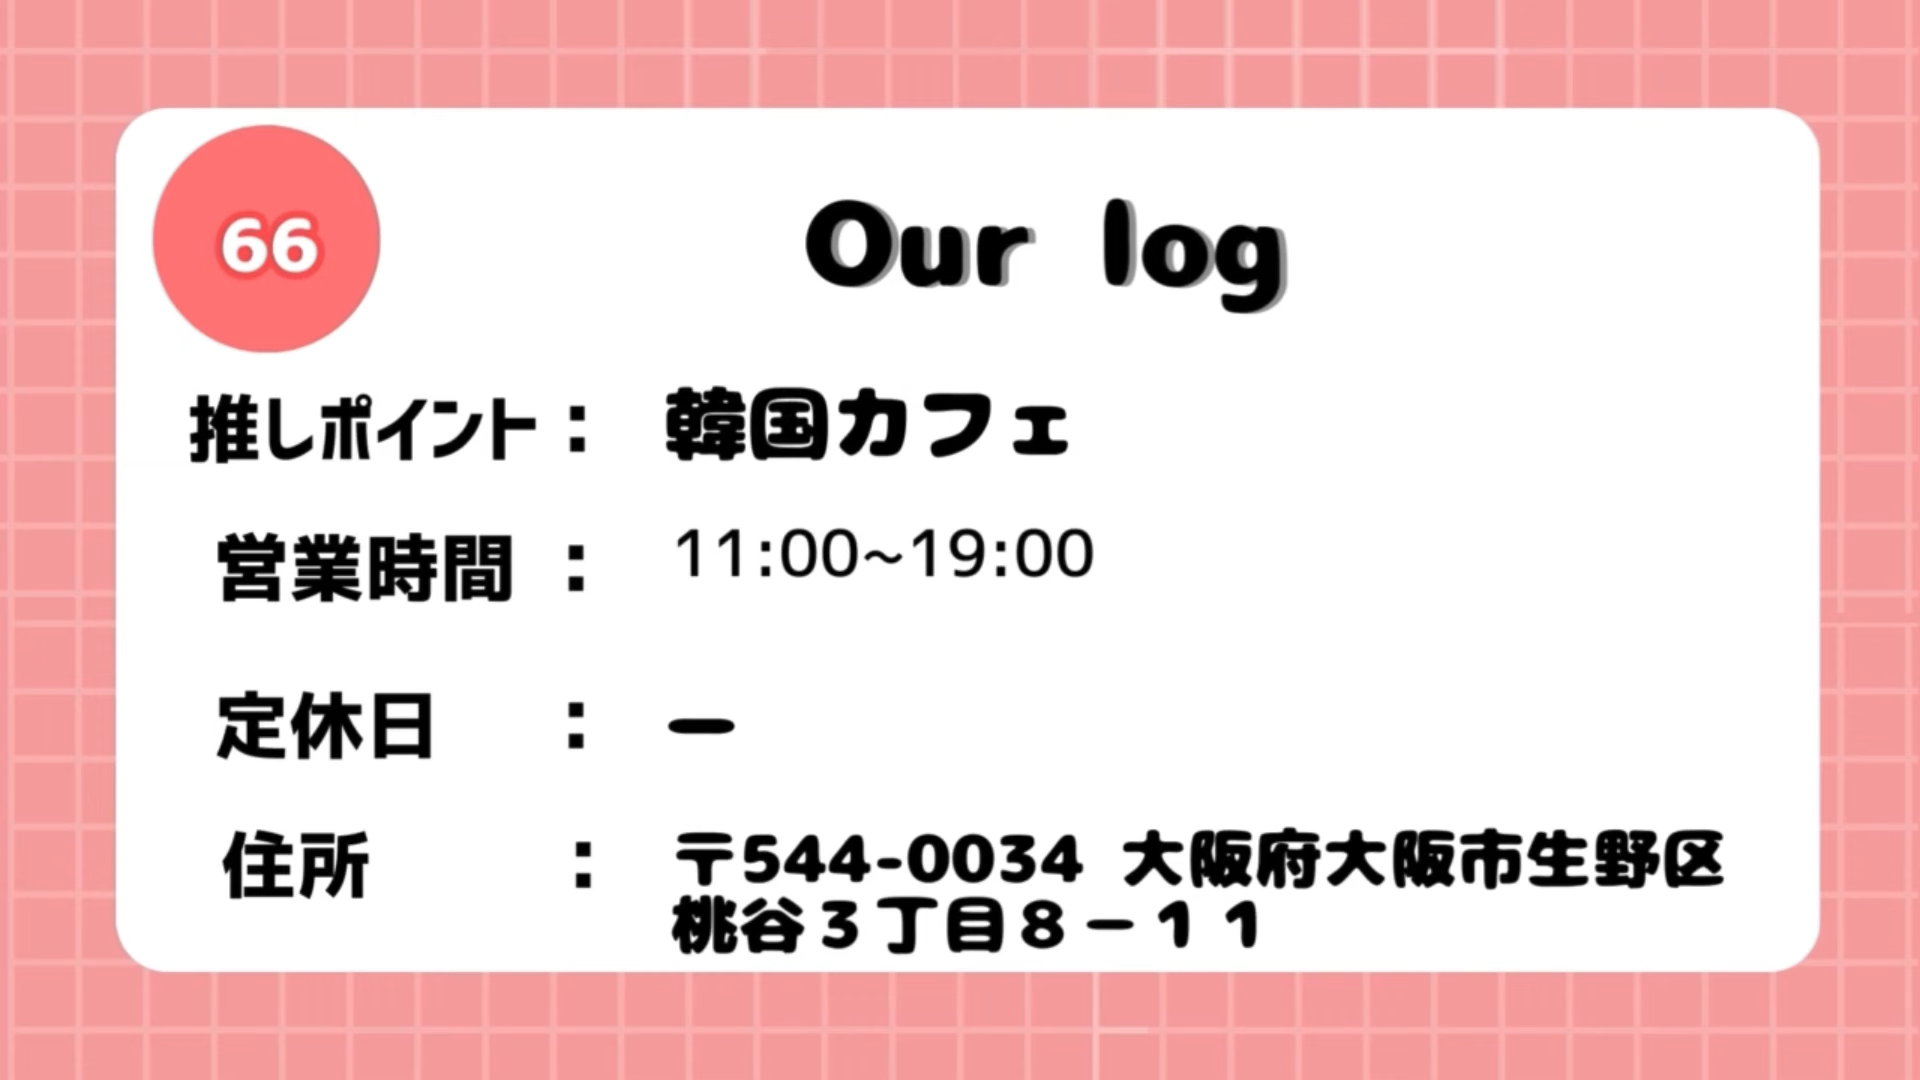 66
Our log
推しポイント： 韓国カフェ
営業時間 ： 11:00~19:00
定休日 ： ー
住所 ： 〒544-0034 大阪府大阪市生野区
桃谷３丁目８－１１